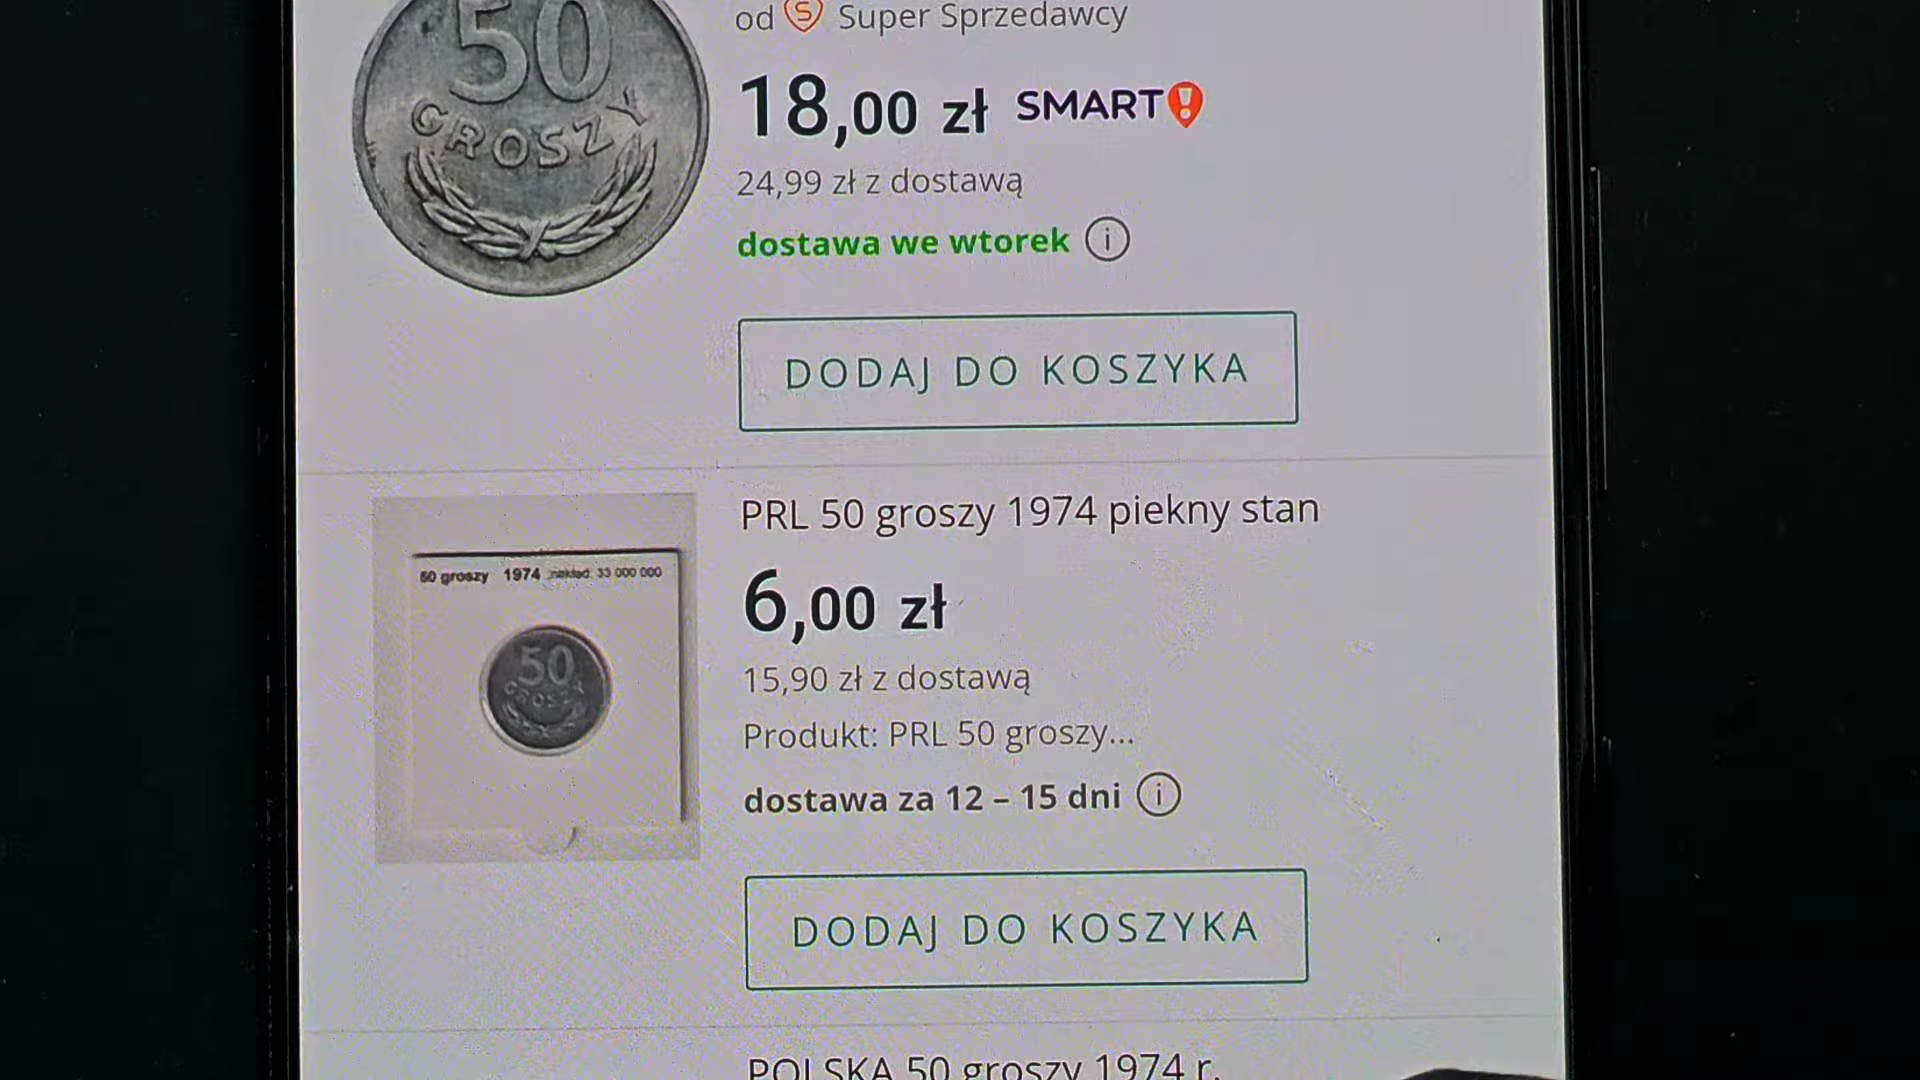 50
GROSZY
od S Super Sprzedawcy
18,00 zł SMART!
24,99 zł z dostawą
dostawa we wtorek i
DODAJ DO KOSZYKA
50 groszy 1974 nakład: 33 000 000
50
GROSZY
PRL 50 groszy 1974 piekny stan
6,00 zł
15,90 zł z dostawą
Produkt: PRL 50 groszy...
dostawa za 12 – 15 dni i
DODAJ DO KOSZYKA
POLSKA 50 groszy 1974 r.